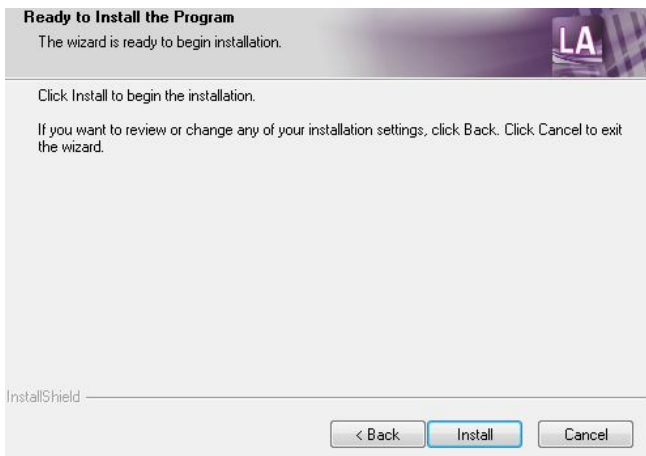 Ready to Install the Program
The wizard is ready to begin installation.
LA
Click Install to begin the installation.
If you want to review or change any of your installation settings, click Back. Click Cancel to exit
the wizard.
InstallShield
< Back
Install
Cancel